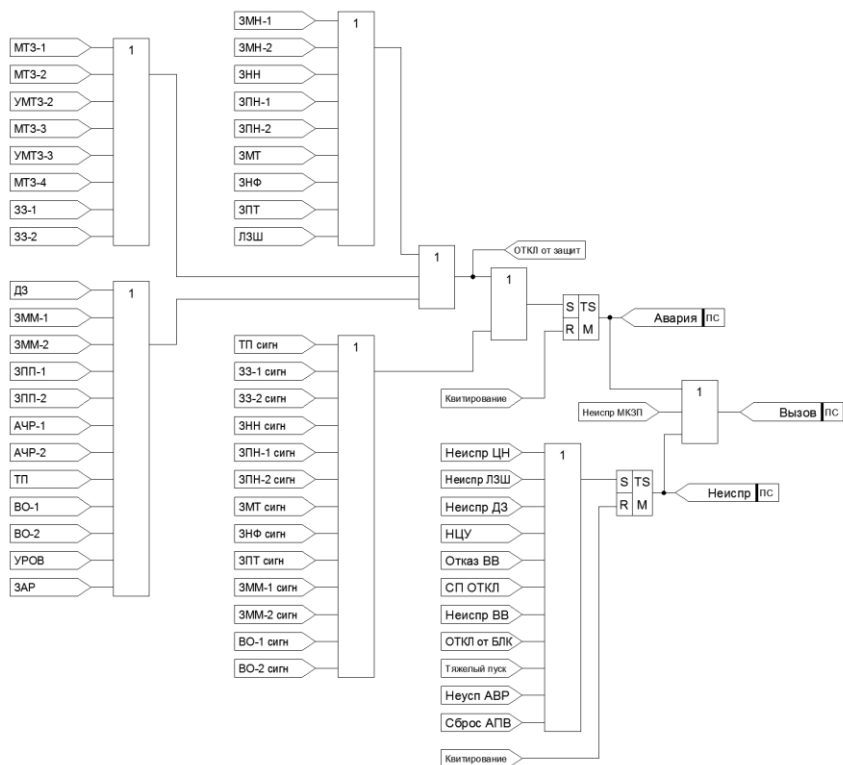 МТЗ-1
МТЗ-2
УМТЗ-2
МТЗ-3
УМТЗ-3
МТЗ-4
ЗЗ-1
ЗЗ-2
1
ЗМН-1
ЗМН-2
ЗНН
ЗПН-1
ЗПН-2
ЗМТ
ЗНФ
ЗПТ
ЛЗШ
1
ДЗ
ЗММ-1
ЗММ-2
ЗПП-1
ЗПП-2
АЧР-1
АЧР-2
ТП
ВО-1
ВО-2
УРОВ
ЗАР
1
1
ОТКЛ от защит
1
ТП сигн
ЗЗ-1 сигн
ЗЗ-2 сигн
ЗНН сигн
ЗПН-1 сигн
ЗПН-2 сигн
ЗМТ сигн
ЗНФ сигн
ЗПТ сигн
ЗММ-1 сигн
ЗММ-2 сигн
ВО-1 сигн
ВО-2 сигн
1
S TS
R M
Авария ПС
Квитирование
Неиспр МКЗП
1
Вызов ПС
Неиспр ЦН
Неиспр ЛЗШ
Неиспр ДЗ
НЦУ
Отказ ВВ
СП ОТКЛ
Неиспр ВВ
ОТКЛ от БЛК
Тяжелый пуск
Неусп АВР
Сброс АПВ
1
S TS
R M
Неиспр ПС
Квитирование